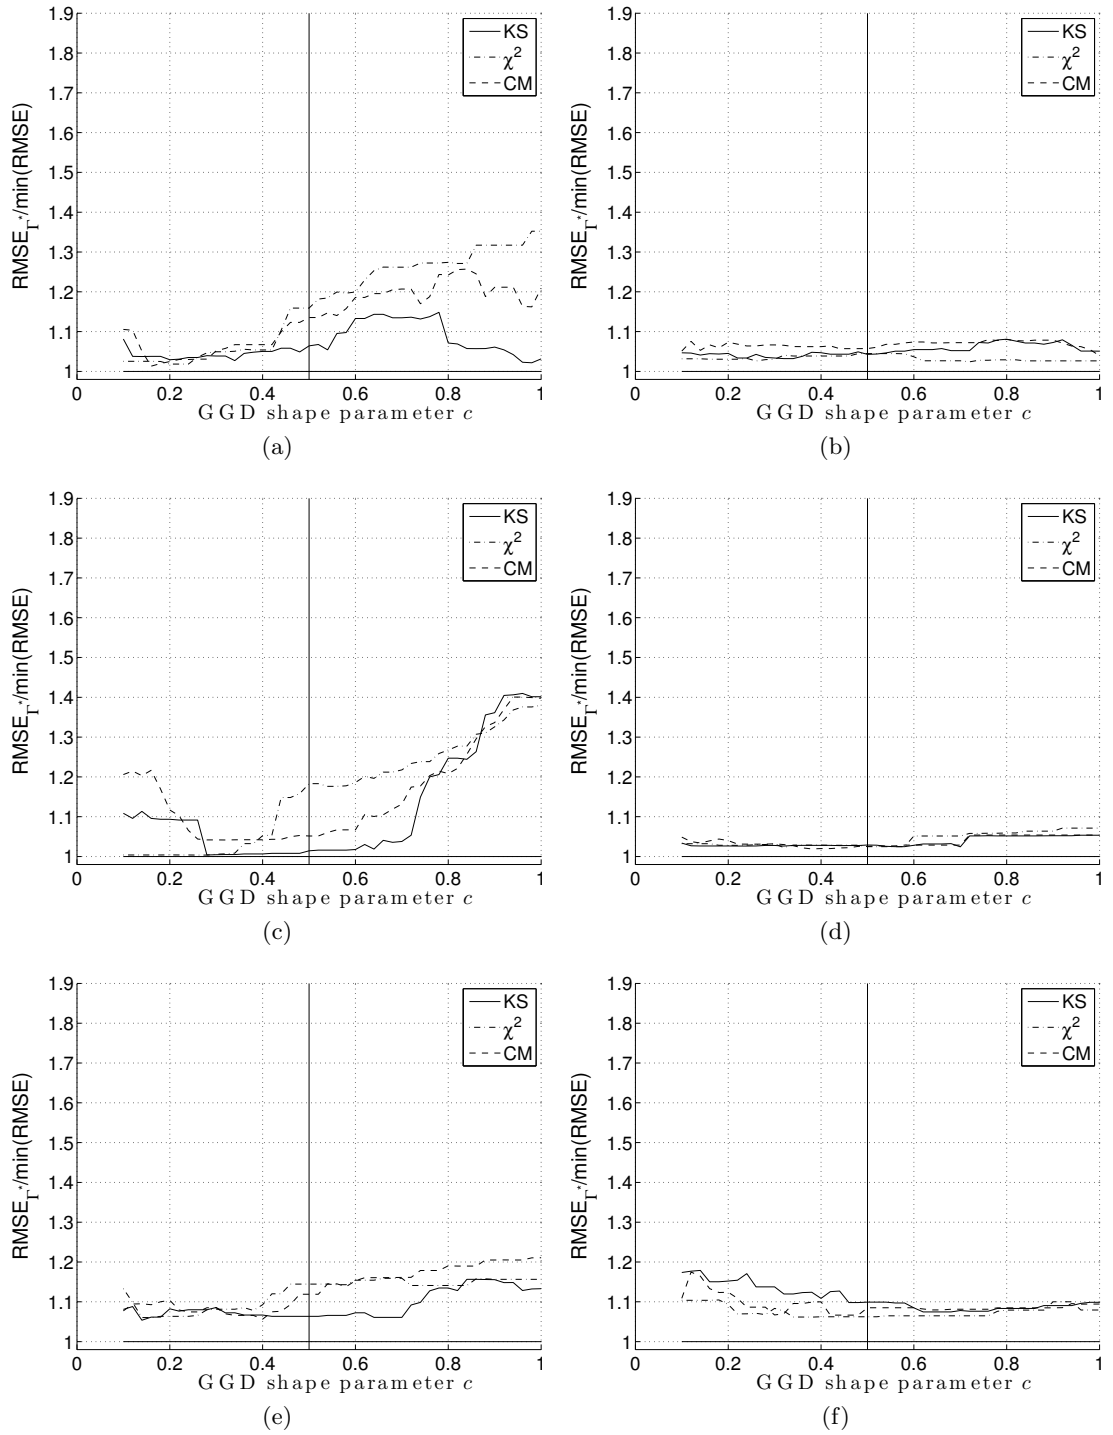 1.9
1.8
1.7
1.6
1.5
1.4
1.3
1.2
1.1
1
0 0.2 0.4 0.6 0.8 1
RMSE_Γ*/min(RMSE)
GGD shape parameter c
KS
χ²
CM
(a)
1.9
1.8
1.7
1.6
1.5
1.4
1.3
1.2
1.1
1
0 0.2 0.4 0.6 0.8 1
RMSE_Γ*/min(RMSE)
GGD shape parameter c
KS
χ²
CM
(b)
1.9
1.8
1.7
1.6
1.5
1.4
1.3
1.2
1.1
1
0 0.2 0.4 0.6 0.8 1
RMSE_Γ*/min(RMSE)
GGD shape parameter c
KS
χ²
CM
(c)
1.9
1.8
1.7
1.6
1.5
1.4
1.3
1.2
1.1
1
0 0.2 0.4 0.6 0.8 1
RMSE_Γ*/min(RMSE)
GGD shape parameter c
KS
χ²
CM
(d)
1.9
1.8
1.7
1.6
1.5
1.4
1.3
1.2
1.1
1
0 0.2 0.4 0.6 0.8 1
RMSE_Γ*/min(RMSE)
GGD shape parameter c
KS
χ²
CM
(e)
1.9
1.8
1.7
1.6
1.5
1.4
1.3
1.2
1.1
1
0 0.2 0.4 0.6 0.8 1
RMSE_Γ*/min(RMSE)
GGD shape parameter c
KS
χ²
CM
(f)